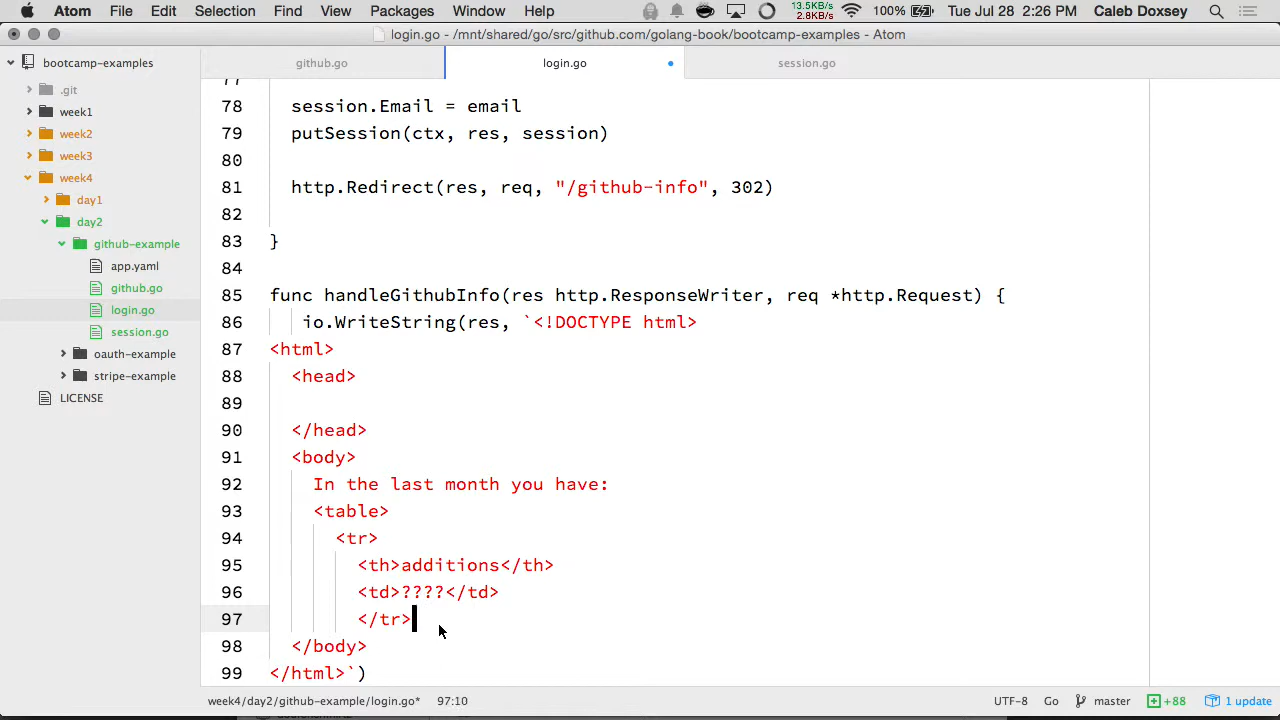 Atom File Edit Selection Find View Packages Window Help 13.5KB/s 2.8KB/s 100% Tue Jul 28 2:26 PM Caleb Doxsey
login.go - /mnt/shared/go/src/github.com/golang-book/bootcamp-examples - Atom
bootcamp-examples
.git
week1
week2
week3
week4
day1
day2
github-example
app.yaml
github.go
login.go
session.go
oauth-example
stripe-example
LICENSE
github.go login.go session.go
77
78 session.Email = email
79 putSession(ctx, res, session)
80
81 http.Redirect(res, req, "/github-info", 302)
82
83 }
84
85 func handleGithubInfo(res http.ResponseWriter, req *http.Request) {
86 io.WriteString(res, `<!DOCTYPE html>
87 <html>
88 <head>
89
90 </head>
91 <body>
92 In the last month you have:
93 <table>
94 <tr>
95 <th>additions</th>
96 <td>????</td>
97 </tr>
98 </body>
99 </html>`)
week4/day2/github-example/login.go* 97:10 UTF-8 Go master +88 1 update